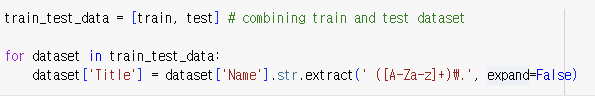 train_test_data = [train, test] # combining train and test dataset
for dataset in train_test_data:
dataset['Title'] = dataset['Name'].str.extract(' ([A-Za-z]+)₩.', expand=False)